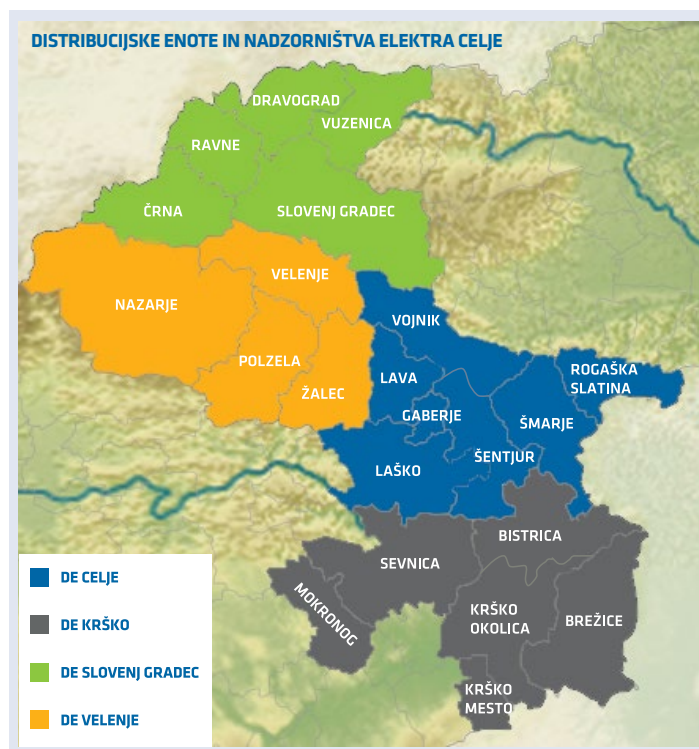 DISTRIBUCIJSKE ENOTE IN NADZORNIŠTVA ELEKTRA CELJE
DRAVOGRAD
VUZENICA
RAVNE
ČRNA
SLOVENJ GRADEC
VELENJE
NAZARJE
VOJNIK
POLZELA
ROGAŠKA
SLATINA
LAVA
ŽALEC
GABERJE
ŠMARJE
ŠENTJUR
LAŠKO
BISTRICA
SEVNICA
MOKRONOG
KRŠKO
OKOLICA
BREŽICE
KRŠKO
MESTO
DE CELJE
DE KRŠKO
DE SLOVENJ GRADEC
DE VELENJE